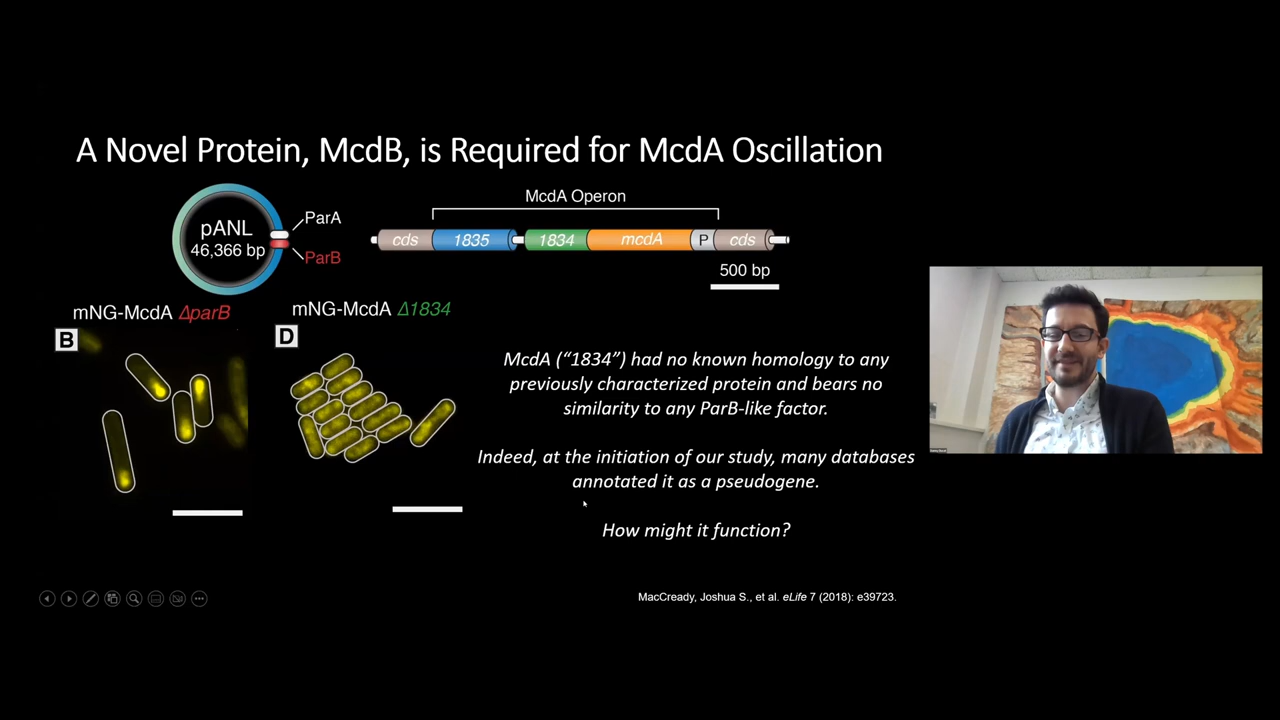 A Novel Protein, McdB, is Required for McdA Oscillation
McdA Operon
pANL
46,366 bp
ParA
ParB
cds
1835
1834
mcdA
P
cds
500 bp
mNG-McdA ΔparB
mNG-McdA Δ1834
B
D
McdA (“1834”) had no known homology to any
previously characterized protein and bears no
similarity to any ParB-like factor.
Indeed, at the initiation of our study, many databases
annotated it as a pseudogene.
How might it function?
MacCready, Joshua S., et al. eLife 7 (2018): e39723.